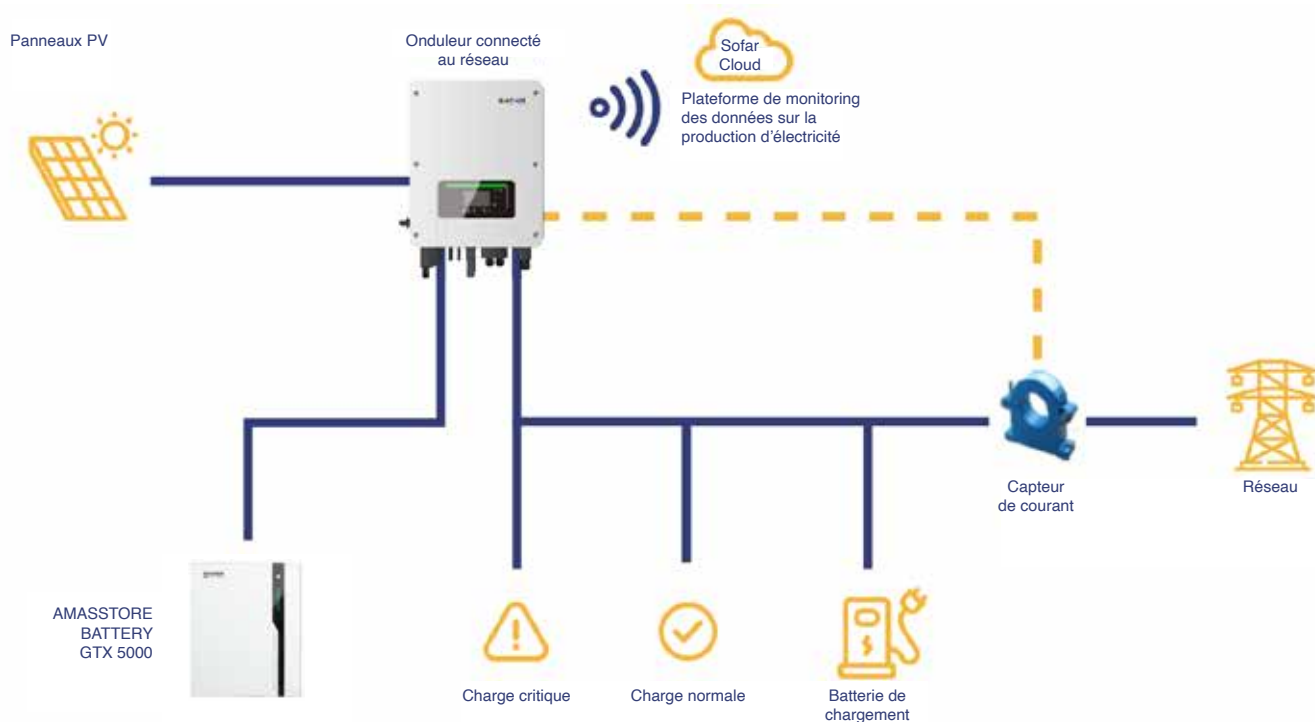 Panneaux PV
Onduleur connecté
au réseau
Sofar
Cloud
Plateforme de monitoring
des données sur la
production d'électricité
Capteur
de courant
Réseau
AMASSTORE
BATTERY
GTX 5000
Charge critique
Charge normale
Batterie de
chargement